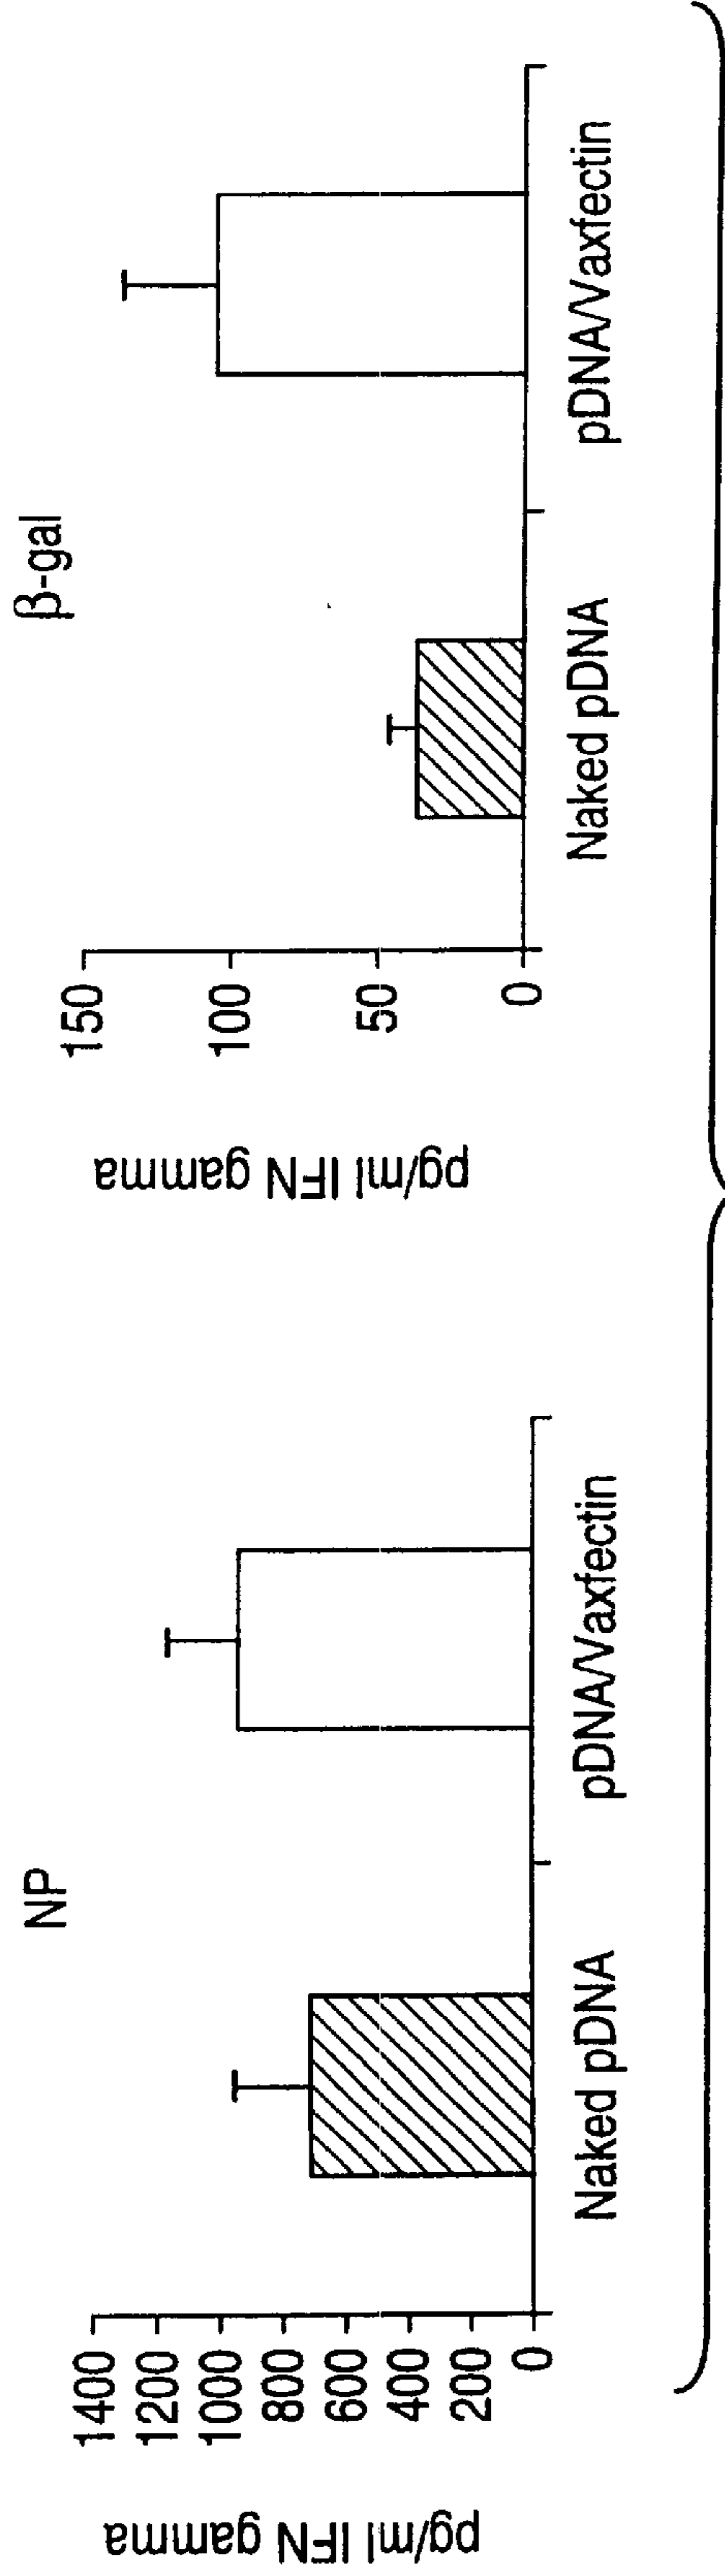 NP
pg/ml IFN gamma
1400
1200
1000
800
600
400
200
0
Naked pDNA
pDNA/Vaxfectin
β-gal
pg/ml IFN gamma
150
100
50
0
Naked pDNA
pDNA/Vaxfectin